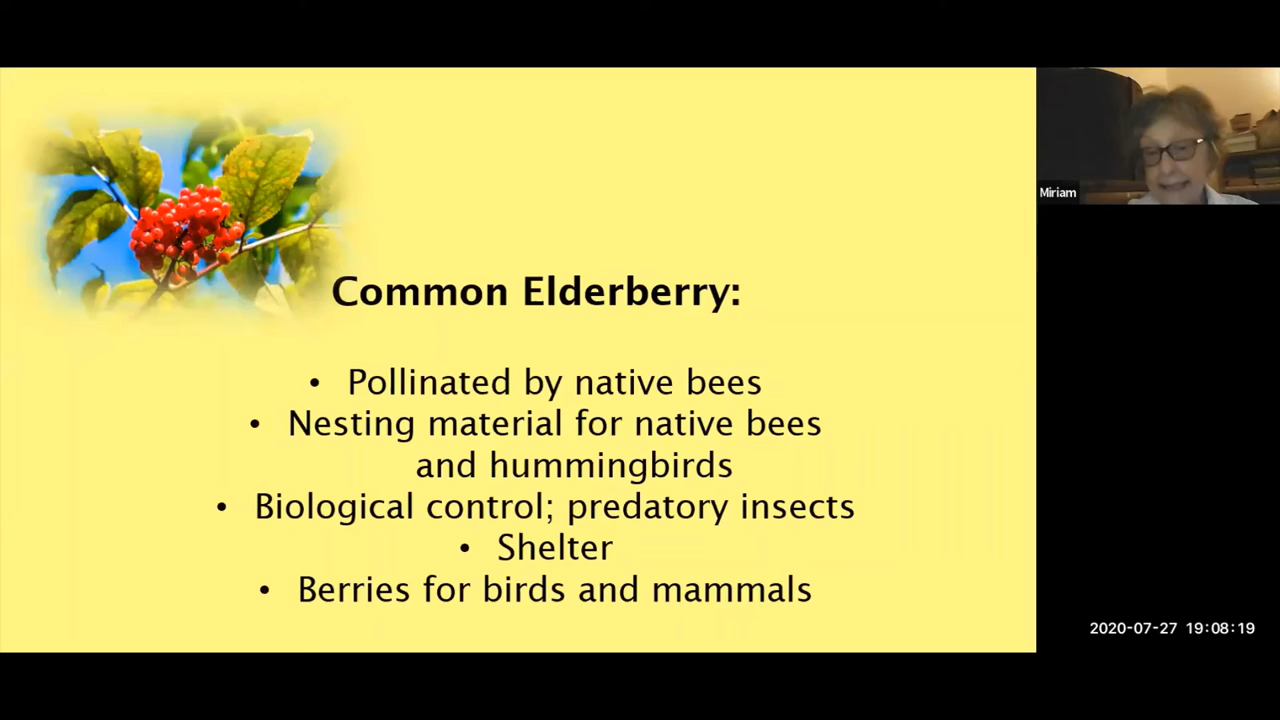 Common Elderberry:
• Pollinated by native bees
• Nesting material for native bees
and hummingbirds
• Biological control; predatory insects
• Shelter
• Berries for birds and mammals
Miriam
2020-07-27 19:08:19